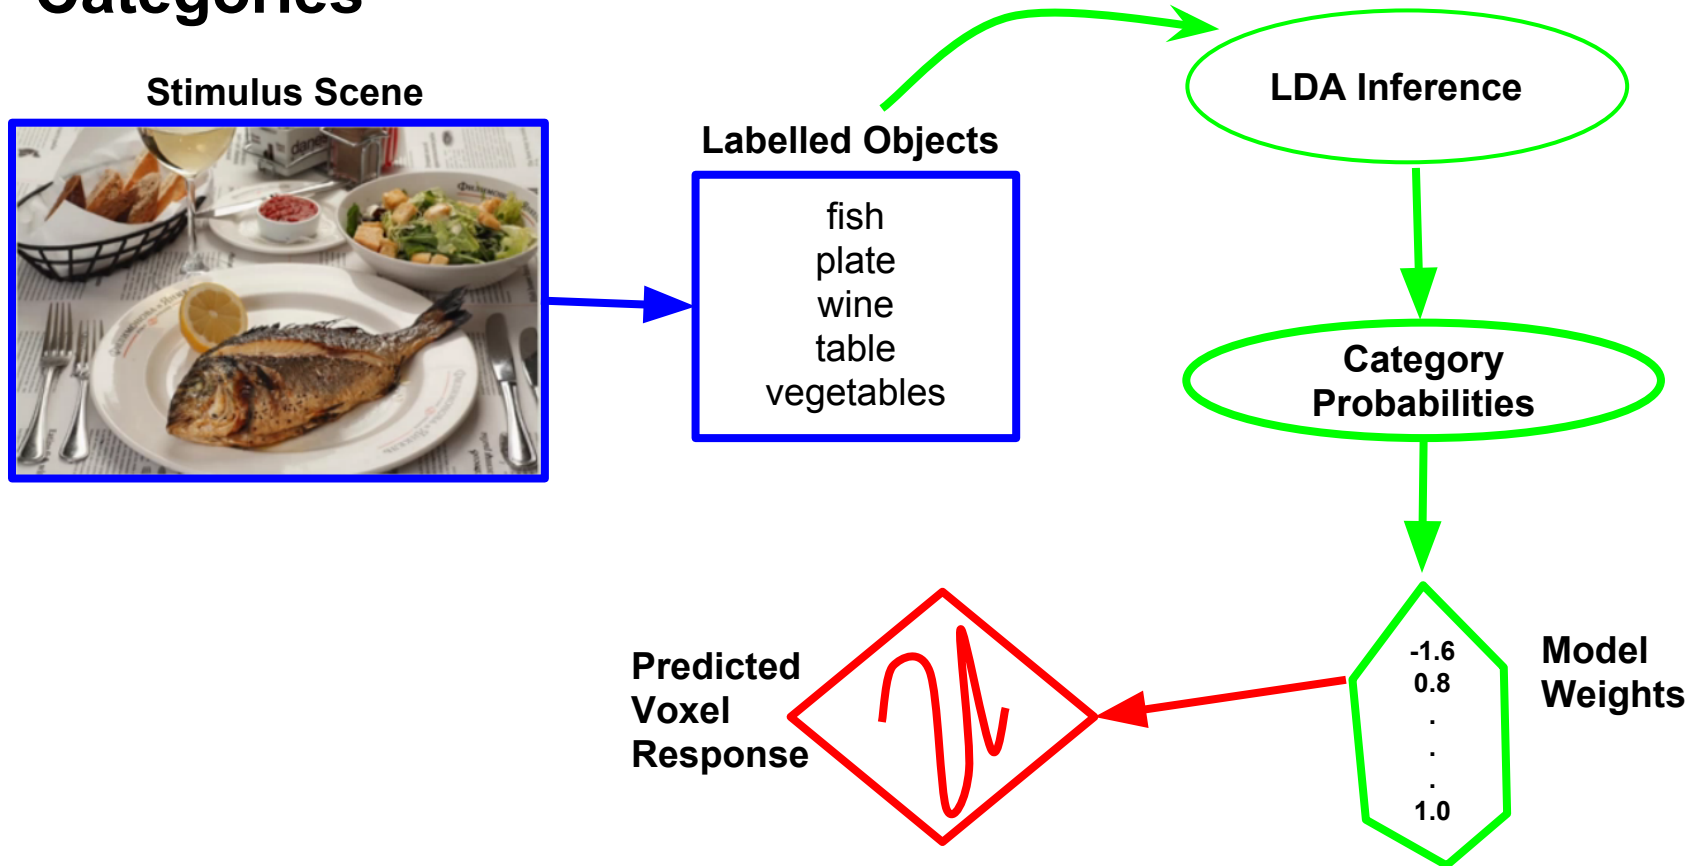 Categories
Stimulus Scene
Labelled Objects
fish
plate
wine
table
vegetables
LDA Inference
Category
Probabilities
-1.6
0.8
.
.
.
1.0
Model
Weights
Predicted
Voxel
Response